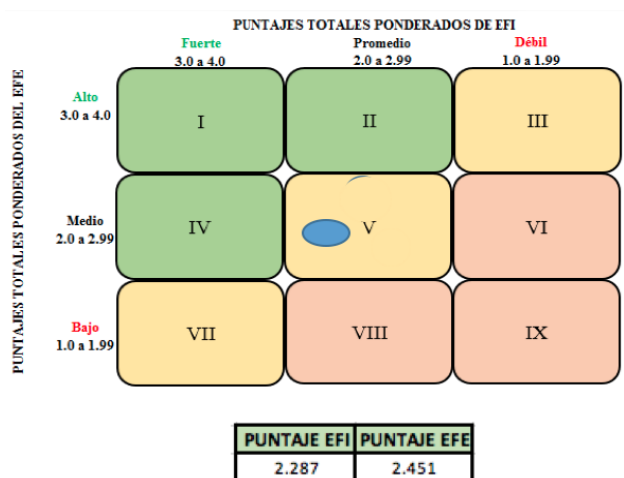 PUNTAJES TOTALES PONDERADOS DE EFI
Fuerte Promedio Débil
3.0 a 4.0 2.0 a 2.99 1.0 a 1.99
PUNTAJES TOTALES PONDERADOS DEL EFE
Alto
3.0 a 4.0
I II III
Medio
2.0 a 2.99
IV V VI
Bajo
1.0 a 1.99
VII VIII IX
PUNTAJE EFI PUNTAJE EFE
2.287 2.451